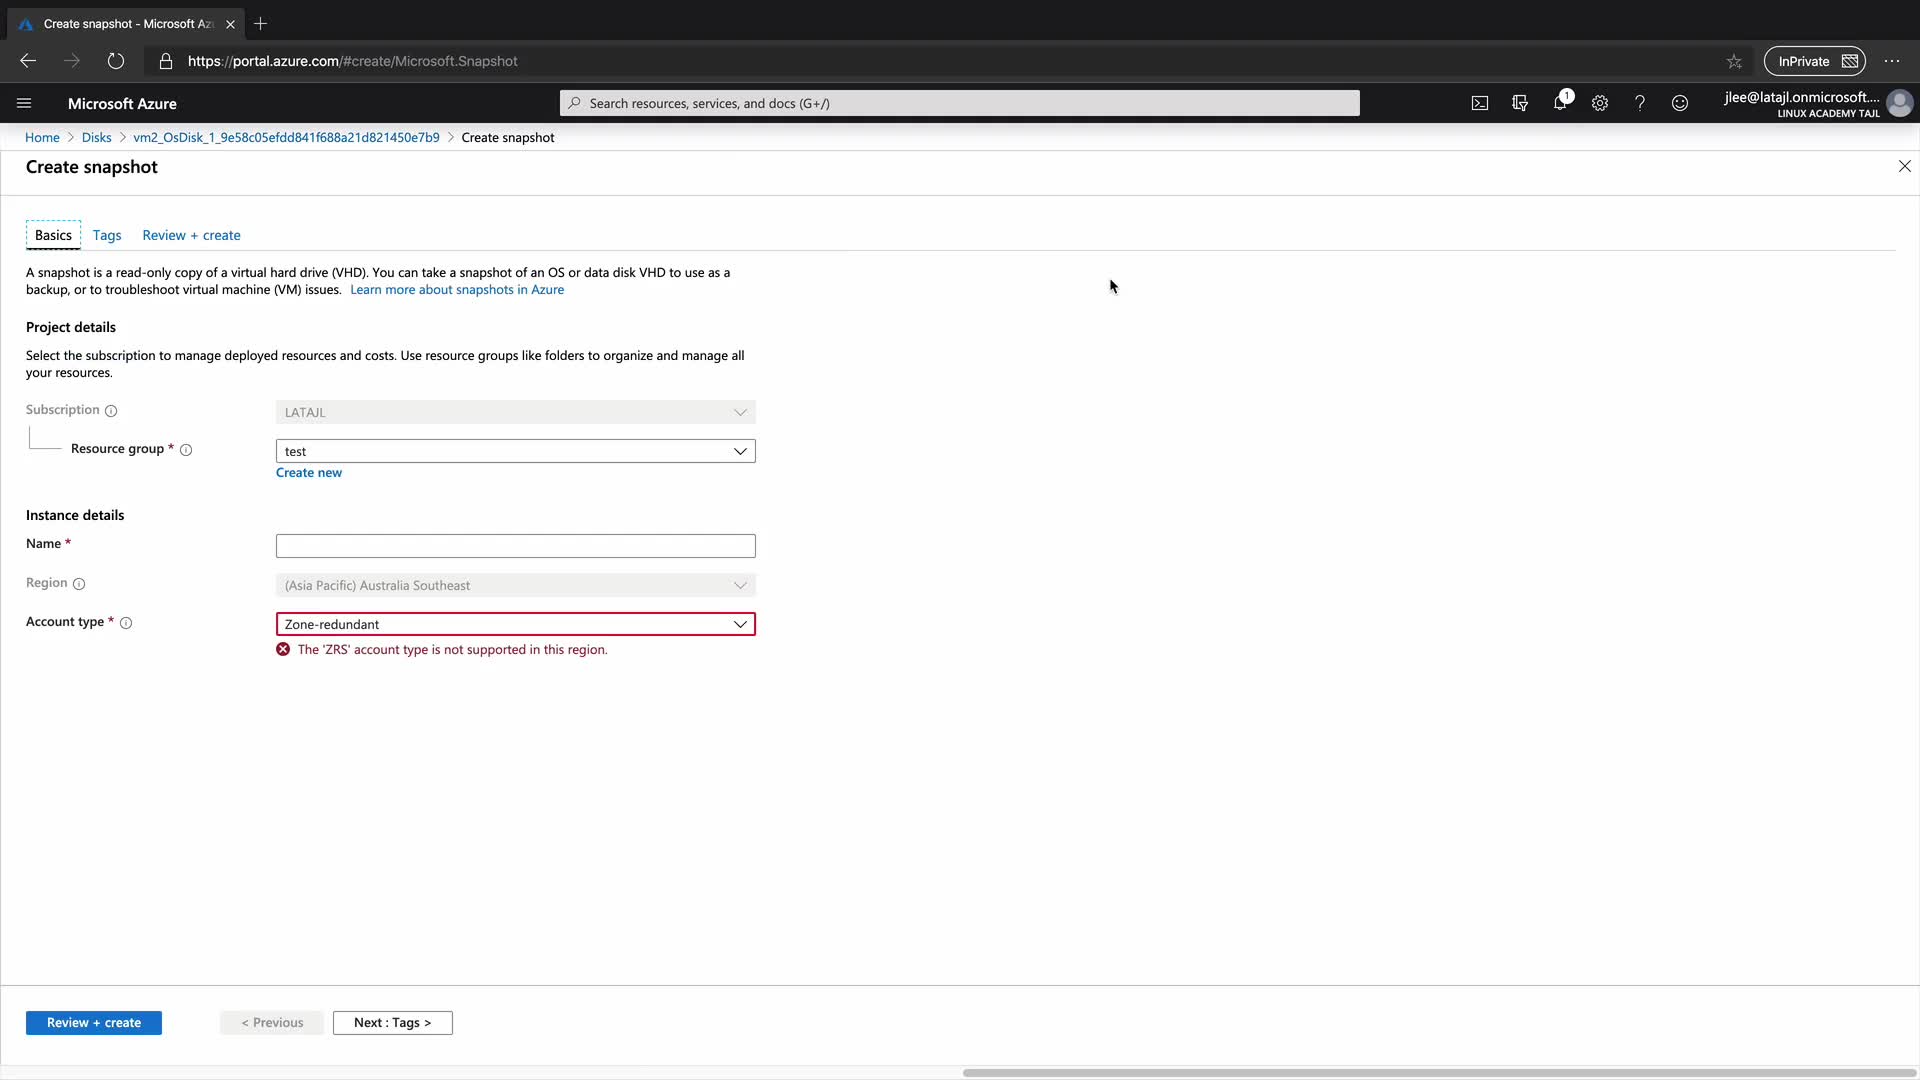 Create snapshot - Microsoft Az
https://portal.azure.com/#create/Microsoft.Snapshot
InPrivate
Microsoft Azure
Search resources, services, and docs (G+/)
1
jlee@latajl.onmicrosoft....
LINUX ACADEMY TAJL
Home > Disks > vm2_OsDisk_1_9e58c05efdd841f688a21d821450e7b9 > Create snapshot
Create snapshot
Basics Tags Review + create
A snapshot is a read-only copy of a virtual hard drive (VHD). You can take a snapshot of an OS or data disk VHD to use as a
backup, or to troubleshoot virtual machine (VM) issues. Learn more about snapshots in Azure
Project details
Select the subscription to manage deployed resources and costs. Use resource groups like folders to organize and manage all
your resources.
Subscription LATAJL
Resource group * test
Create new
Instance details
Name *
Region (Asia Pacific) Australia Southeast
Account type * Zone-redundant
The 'ZRS' account type is not supported in this region.
Review + create < Previous Next : Tags >